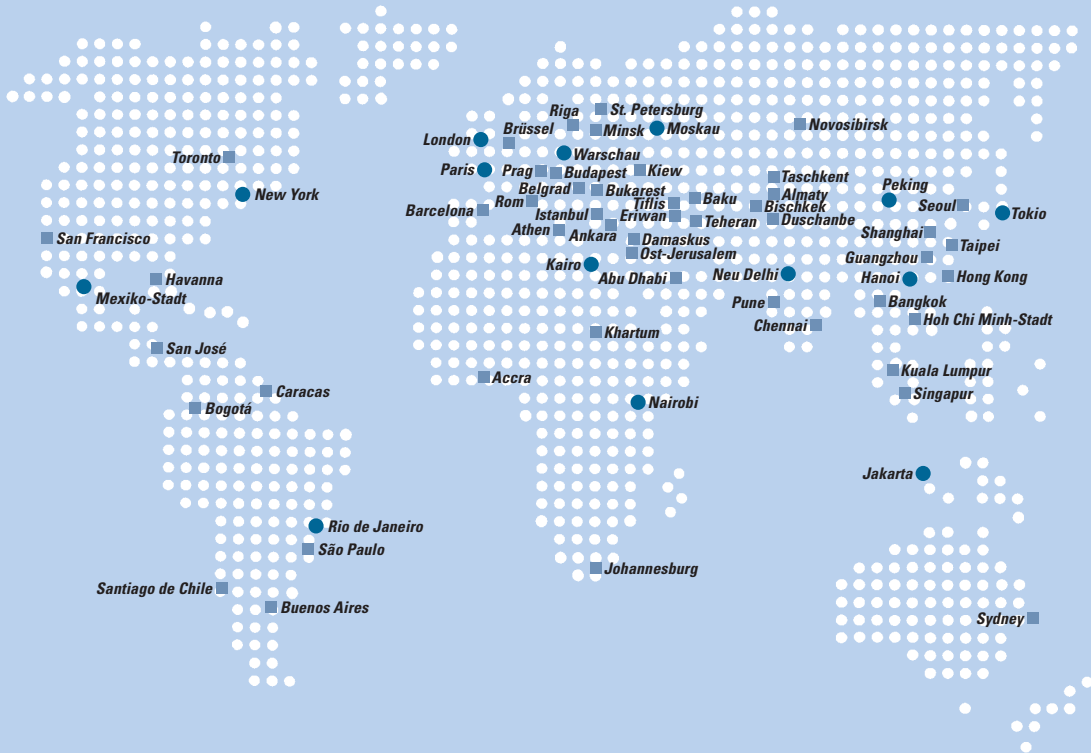 St. Petersburg
Riga
Novosibirsk
Brüssel
Minsk
Moskau
London
Warschau
Toronto
Paris
Prag
Budapest
Kiew
Taschkent
Peking
New York
Belgrad
Bukarest
Almaty
Rom
Tiflis
Baku
Bischkek
Seoul
Barcelona
Istanbul
Eriwan
Teheran
Duschanbe
Tokio
Athen
Ankara
Shanghai
San Francisco
Damaskus
Taipei
Ost-Jerusalem
Guangzhou
Kairo
Abu Dhabi
Neu Delhi
Hanoi
Hong Kong
Havanna
Mexiko-Stadt
Pune
Bangkok
Chennai
Hoh Chi Minh-Stadt
Khartum
San José
Accra
Kuala Lumpur
Caracas
Singapur
Bogotá
Nairobi
Jakarta
Rio de Janeiro
São Paulo
Johannesburg
Santiago de Chile
Buenos Aires
Sydney